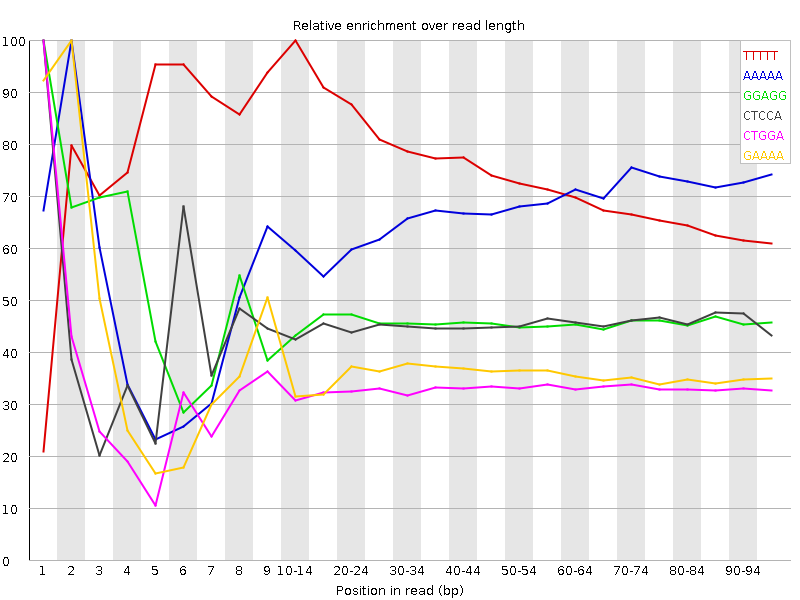 Relative enrichment over read length
100
90
80
70
60
50
40
30
20
10
0
TTTTT
AAAAA
GGAGG
CTCCA
CTGGA
GAAAA
1 2 3 4 5 6 7 8 9 10-14 20-24 30-34 40-44 50-54 60-64 70-74 80-84 90-94
Position in read (bp)